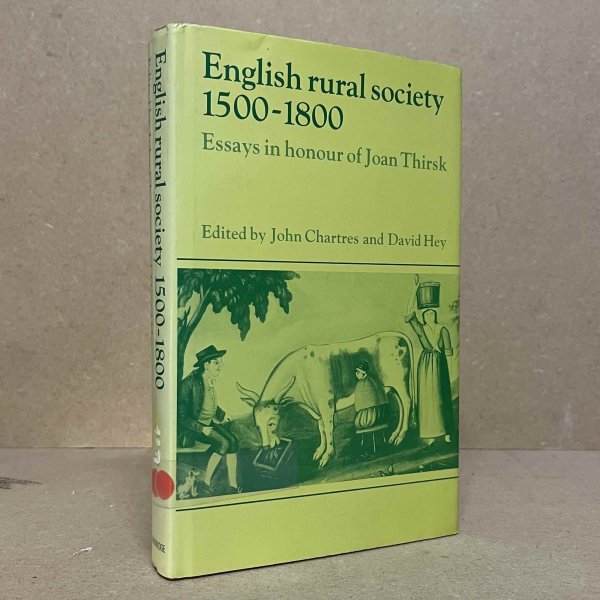 English rural society
1500-1800
Essays in honour of Joan Thirsk
Edited by John Chartres and David Hey
English rural society 1500-1800